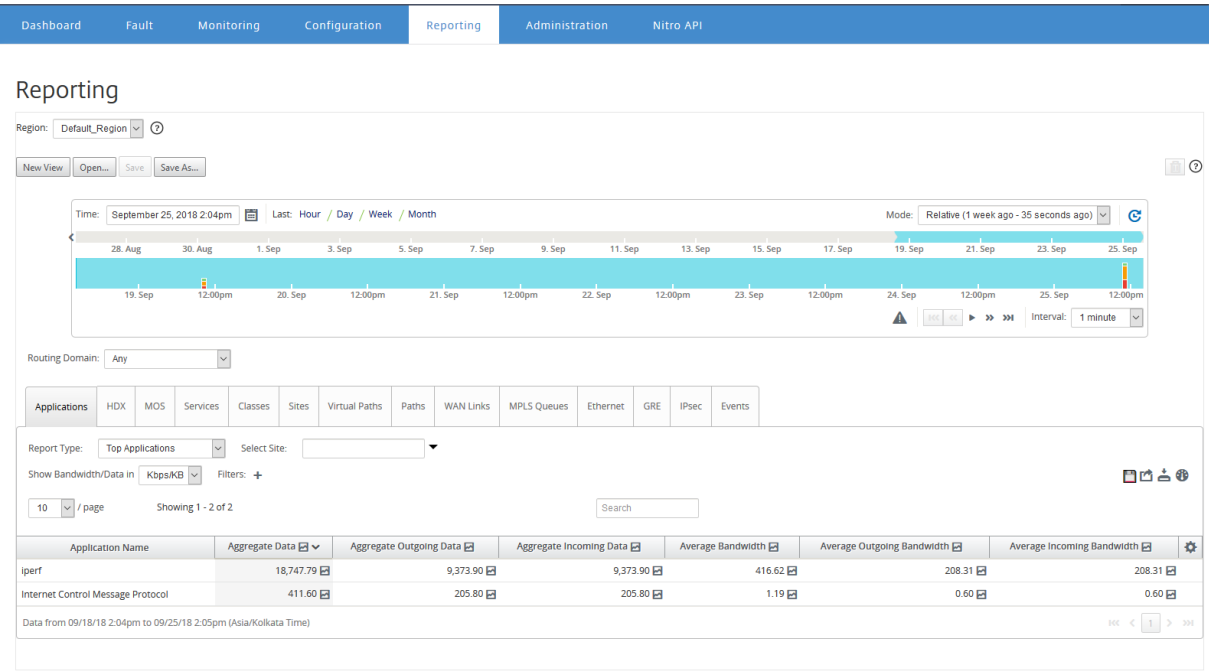 Dashboard Fault Monitoring Configuration Reporting Administration Nitro API
Reporting
Region: Default_Region ?
New View Open... Save Save As... ?
Time: September 25, 2018 2:04pm Last: Hour / Day / Week / Month Mode: Relative (1 week ago - 35 seconds ago)
28. Aug 30. Aug 1. Sep 3. Sep 5. Sep 7. Sep 9. Sep 11. Sep 13. Sep 15. Sep 17. Sep 19. Sep 21. Sep 23. Sep 25. Sep
19. Sep 12:00pm 20. Sep 12:00pm 21. Sep 12:00pm 22. Sep 12:00pm 23. Sep 12:00pm 24. Sep 12:00pm 25. Sep 12:00pm
Interval: 1 minute
Routing Domain: Any
Applications HDX MOS Services Classes Sites Virtual Paths Paths WAN Links MPLS Queues Ethernet GRE IPsec Events
Report Type: Top Applications Select Site:
Show Bandwidth/Data in Kbps/KB Filters: +
10 / page Showing 1 - 2 of 2 Search
Application Name Aggregate Data Aggregate Outgoing Data Aggregate Incoming Data Average Bandwidth Average Outgoing Bandwidth Average Incoming Bandwidth
iperf 18,747.79 9,373.90 9,373.90 416.62 208.31 208.31
Internet Control Message Protocol 411.60 205.80 205.80 1.19 0.60 0.60
Data from 09/18/18 2:04pm to 09/25/18 2:05pm (Asia/Kolkata Time) 1